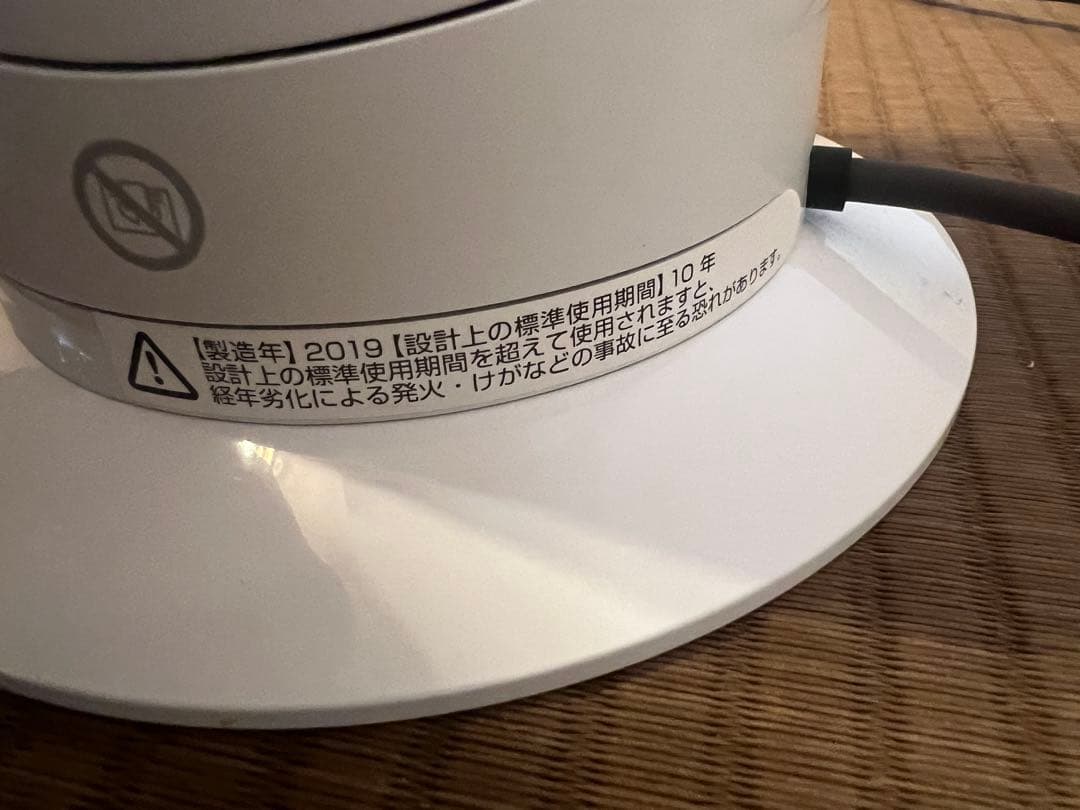 【製造年】2019【設計上の標準使用期間】10年
設計上の標準使用期間を超えて使用されますと、
経年劣化による発火・けがなどの事故に至る恐れがあります。